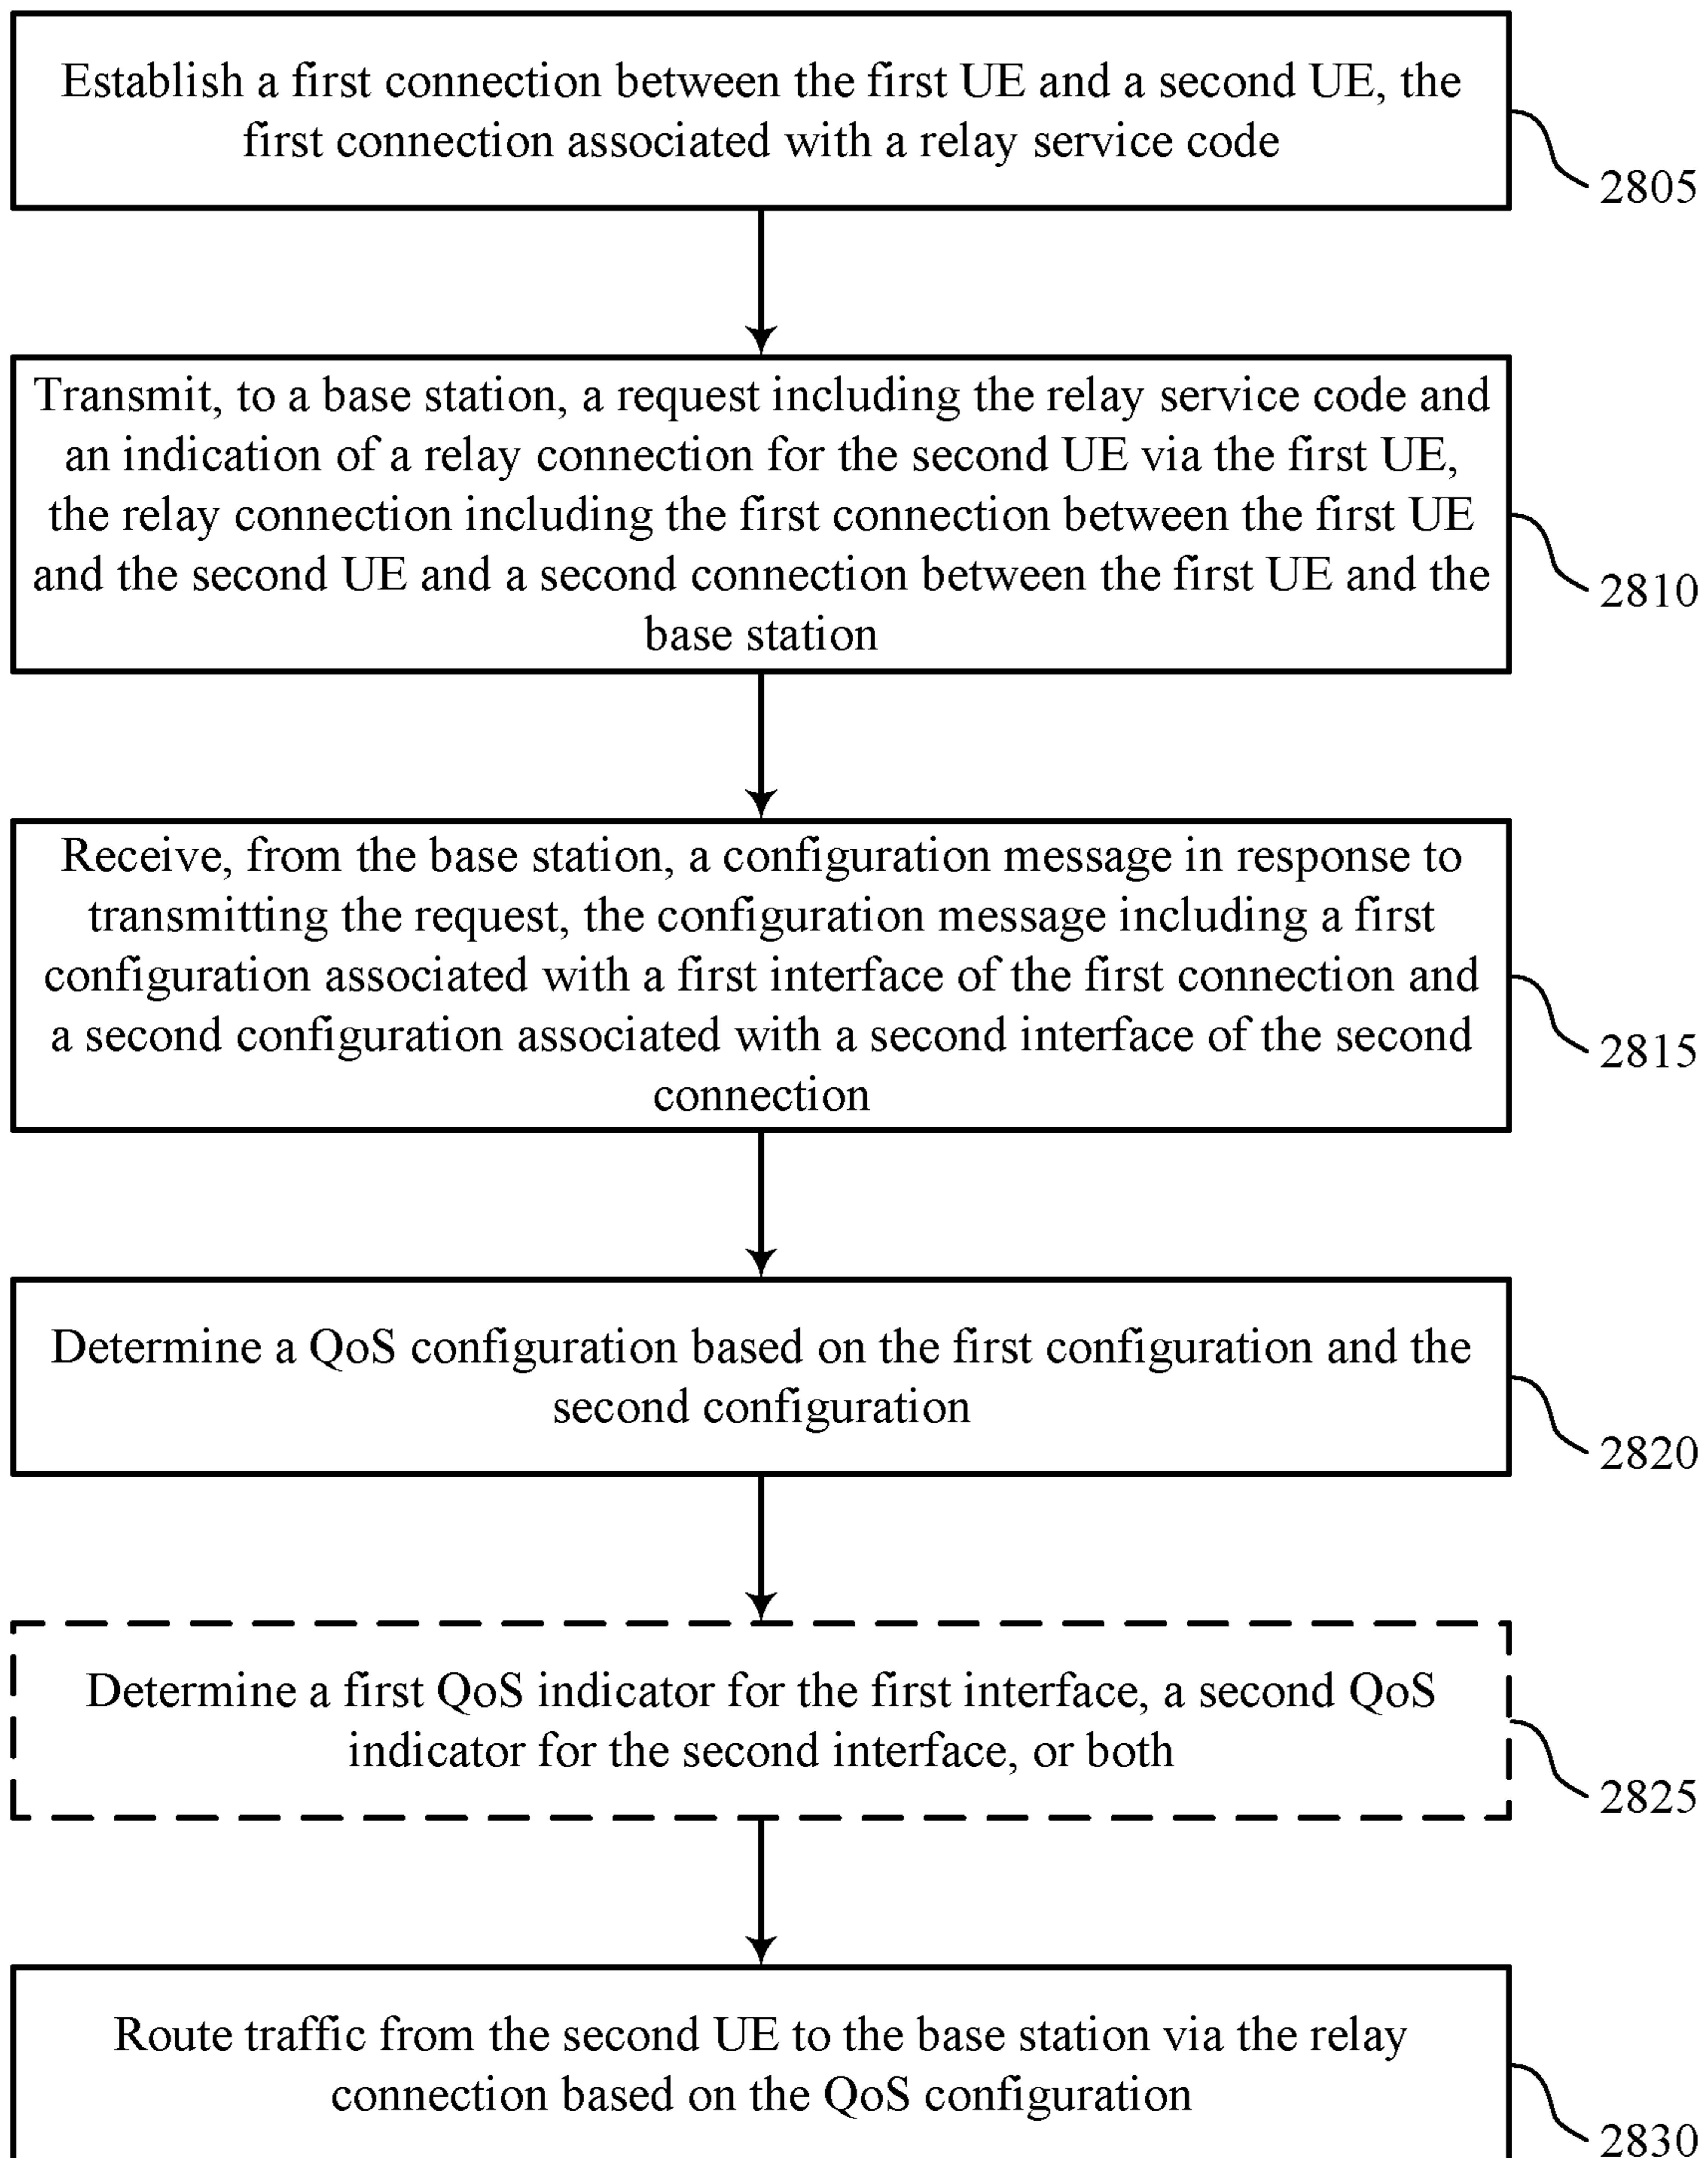 Establish a first connection between the first UE and a second UE, the
first connection associated with a relay service code
2805
Transmit, to a base station, a request including the relay service code and
an indication of a relay connection for the second UE via the first UE,
the relay connection including the first connection between the first UE
and the second UE and a second connection between the first UE and the
base station
2810
Receive, from the base station, a configuration message in response to
transmitting the request, the configuration message including a first
configuration associated with a first interface of the first connection and
a second configuration associated with a second interface of the second
connection
2815
Determine a QoS configuration based on the first configuration and the
second configuration
2820
Determine a first QoS indicator for the first interface, a second QoS
indicator for the second interface, or both
2825
Route traffic from the second UE to the base station via the relay
connection based on the QoS configuration
2830